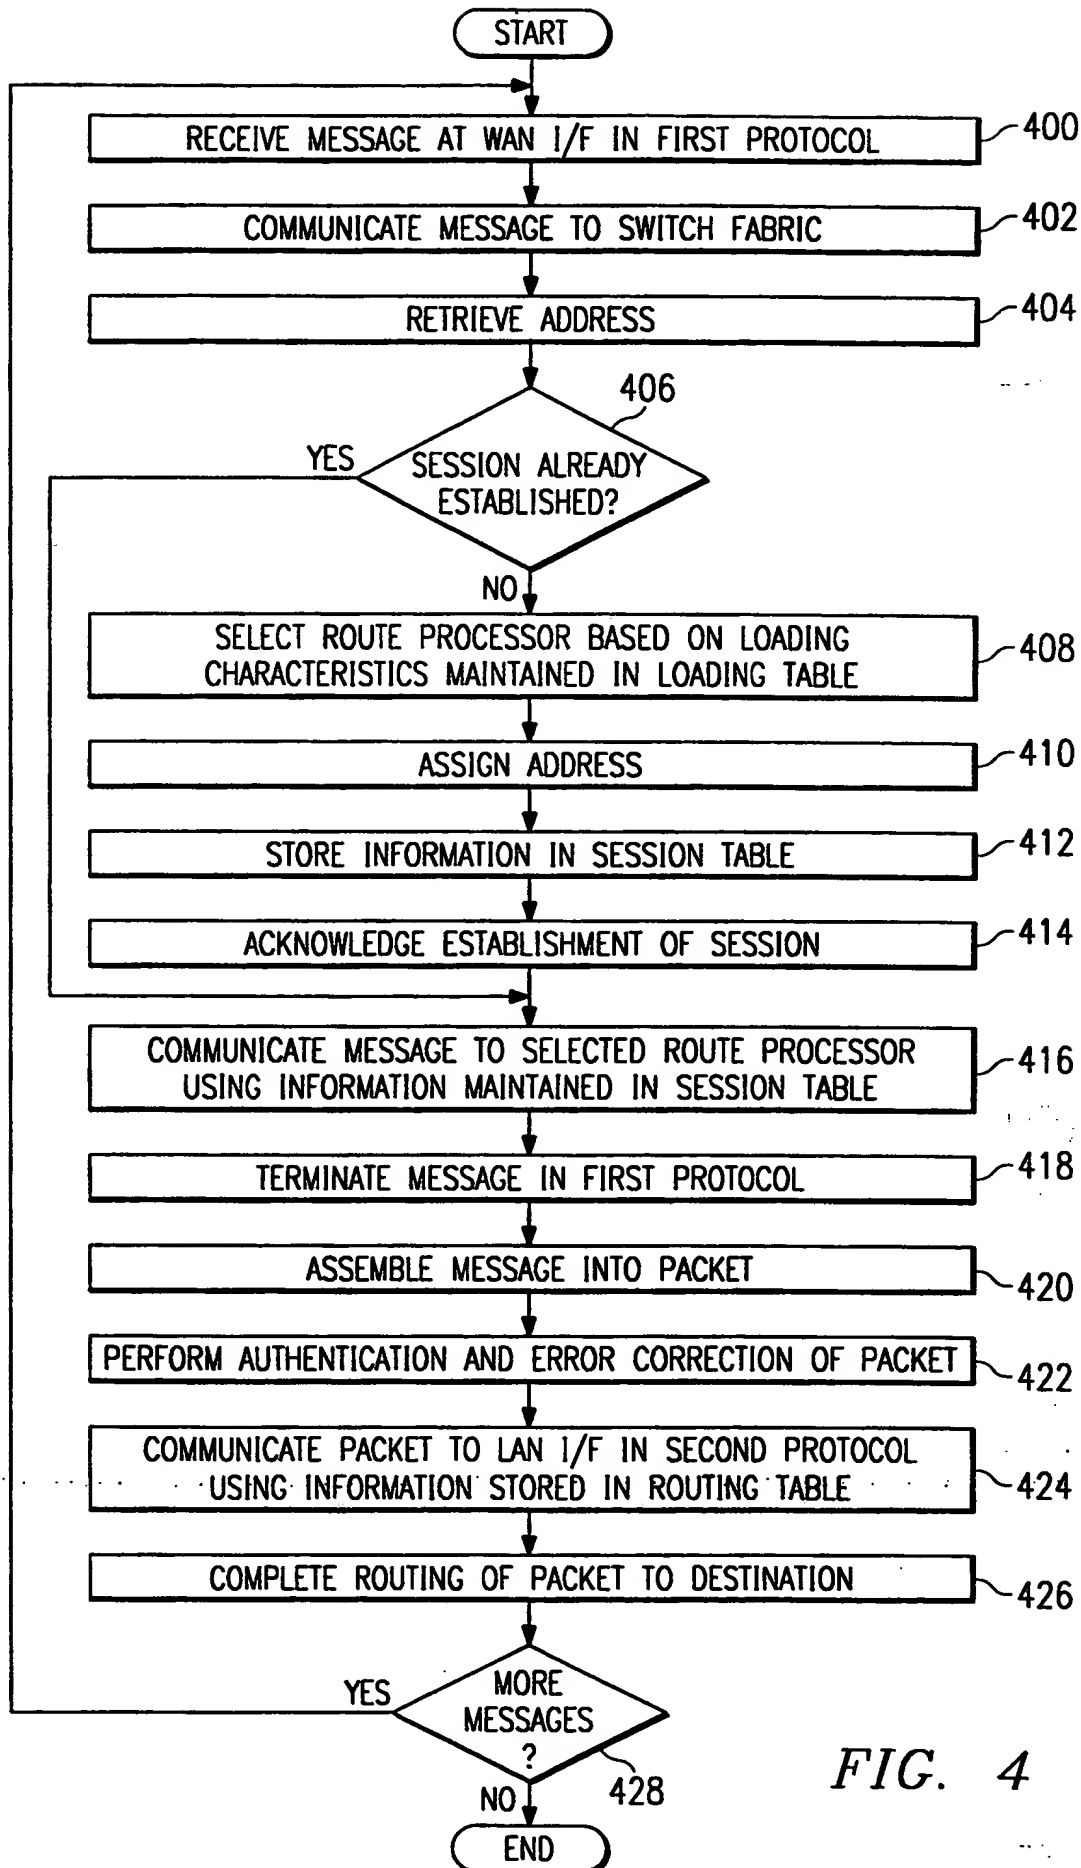 START
RECEIVE MESSAGE AT WAN I/F IN FIRST PROTOCOL
400
COMMUNICATE MESSAGE TO SWITCH FABRIC
402
RETRIEVE ADDRESS
404
406
YES
SESSION ALREADY
ESTABLISHED?
NO
SELECT ROUTE PROCESSOR BASED ON LOADING
CHARACTERISTICS MAINTAINED IN LOADING TABLE
408
ASSIGN ADDRESS
410
STORE INFORMATION IN SESSION TABLE
412
ACKNOWLEDGE ESTABLISHMENT OF SESSION
414
COMMUNICATE MESSAGE TO SELECTED ROUTE PROCESSOR
USING INFORMATION MAINTAINED IN SESSION TABLE
416
TERMINATE MESSAGE IN FIRST PROTOCOL
418
ASSEMBLE MESSAGE INTO PACKET
420
PERFORM AUTHENTICATION AND ERROR CORRECTION OF PACKET
422
COMMUNICATE PACKET TO LAN I/F IN SECOND PROTOCOL
USING INFORMATION STORED IN ROUTING TABLE
424
COMPLETE ROUTING OF PACKET TO DESTINATION
426
YES
MORE
MESSAGES
?
428
NO
END
FIG. 4